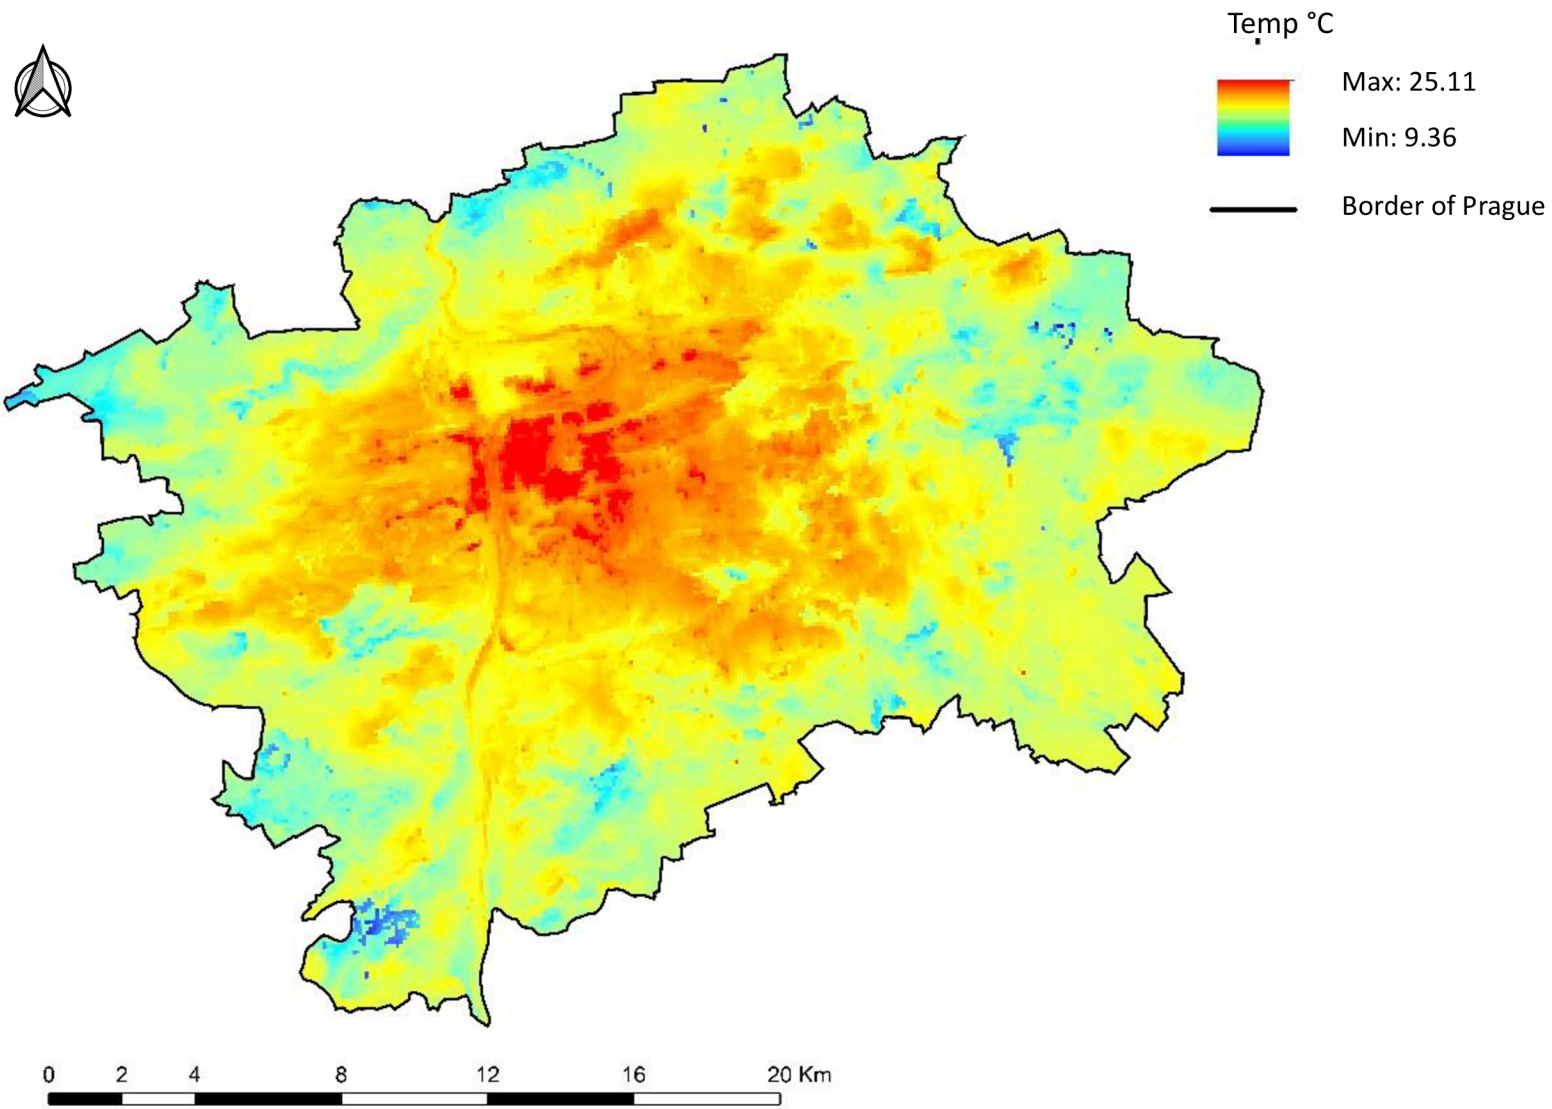 Temp °C
Max: 25.11
Min: 9.36
Border of Prague
0 2 4 8 12 16 20 Km